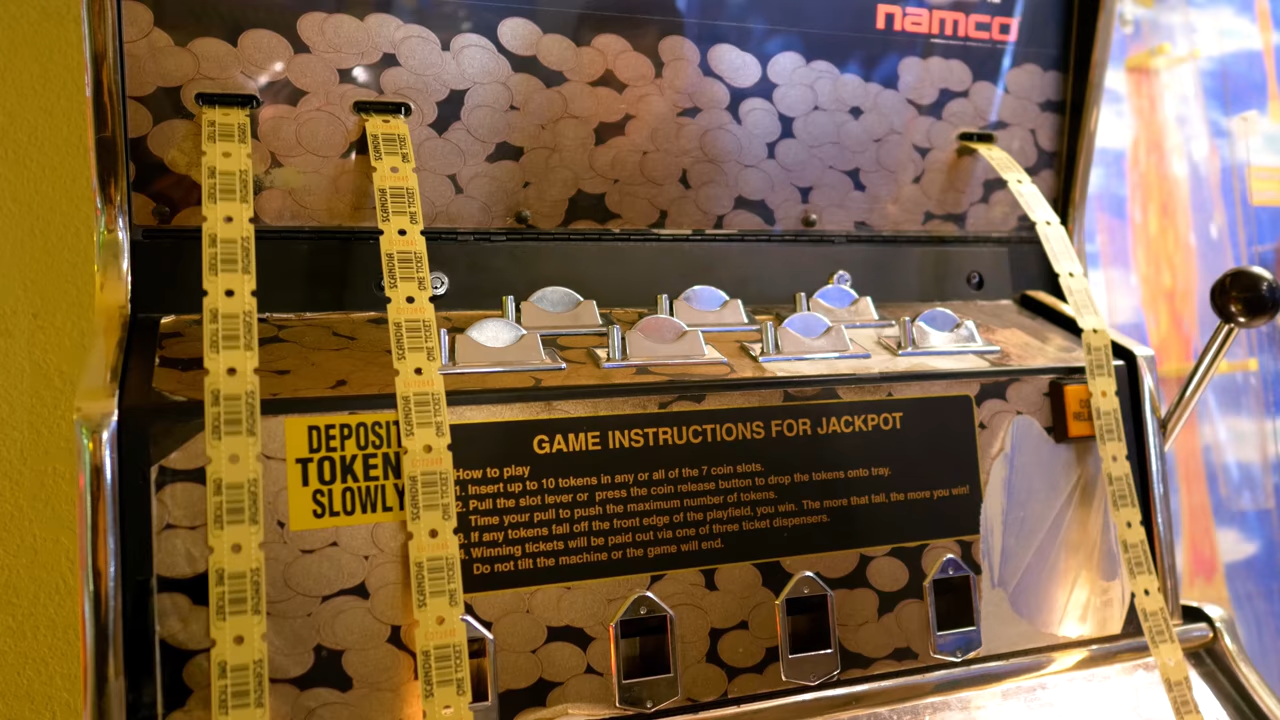 namco
DEPOSIT
TOKEN
SLOWLY
GAME INSTRUCTIONS FOR JACKPOT
How to play
1. Insert up to 10 tokens in any or all of the 7 coin slots.
2. Pull the slot lever or press the coin release button to drop the tokens onto tray.
Time your pull to push the maximum number of tokens.
3. If any tokens fall off the front edge of the playfield, you win. The more that fall, the more you win!
4. Winning tickets will be paid out via one of three ticket dispensers.
Do not tilt the machine or the game will end.
SCANDIA
ONE TICKET